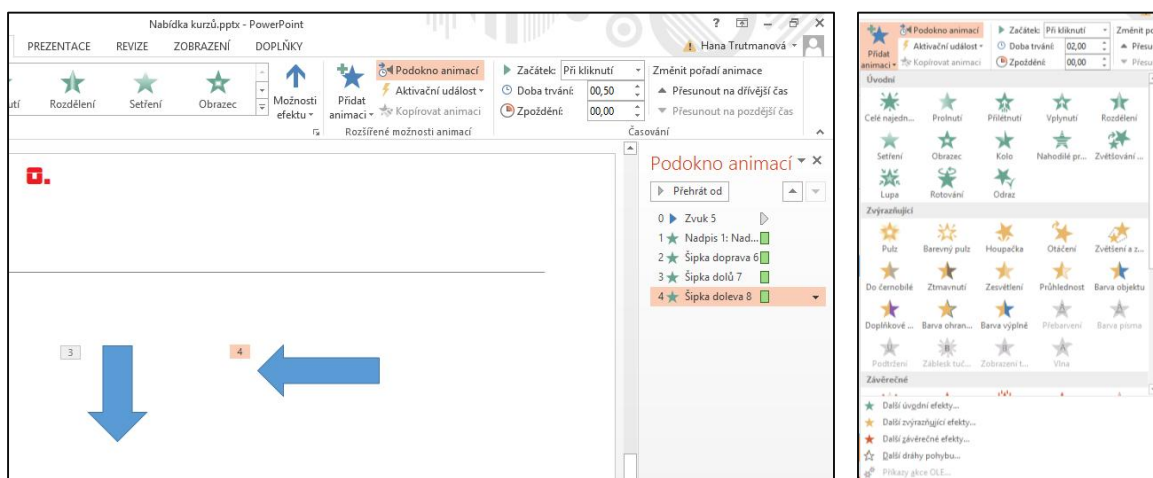 Nabídka kurzů.pptx - PowerPoint
?
PREZENTACE REVIZE ZOBRAZENÍ DOPLŇKY
Hana Trutmanová
Rozdělení Setření Obrazec
Možnosti efektu
Přidat animaci
Podokno animací
Aktivační událost
Kopírovat animaci
Rozšířené možnosti animací
Začátek: Při kliknutí
Doba trvání: 00,50
Zpoždění: 00,00
Změnit pořadí animace
Přesunout na dřívější čas
Přesunout na pozdější čas
Časování
Podokno animací
Přehrát od
0 Zvuk 5
1 Nadpis 1: Nad...
2 Šipka doprava 6
3 Šipka dolů 7
4 Šipka doleva 8
3
4
Přidat animaci
Podokno animací
Aktivační událost
Kopírovat animaci
Začátek: Při kliknutí
Doba trvání: 02,00
Zpoždění: 00,00
Změnit
Úvodní
Celé najedn... Prolnutí Přilétnutí Vplynutí Rozdělení
Setření Obrazec Kolo Nahodilé pr... Zvětšování ...
Lupa Rotování Odraz
Zvýrazňující
Pulz Barevný pulz Houpačka Otáčení Zvětšení a z...
Do černobílé Ztmavnutí Zesvětlení Průhlednost Barva objektu
Doplňkové ... Barva ohran... Barva výplně Přebarvení Barva písma
Podtržení Záblesk tuč... Zobrazení t... Vlna
Závěrečné
Další úvodní efekty...
Další zvýrazňující efekty...
Další závěrečné efekty...
Další dráhy pohybu...
Příkazy akce OLE...